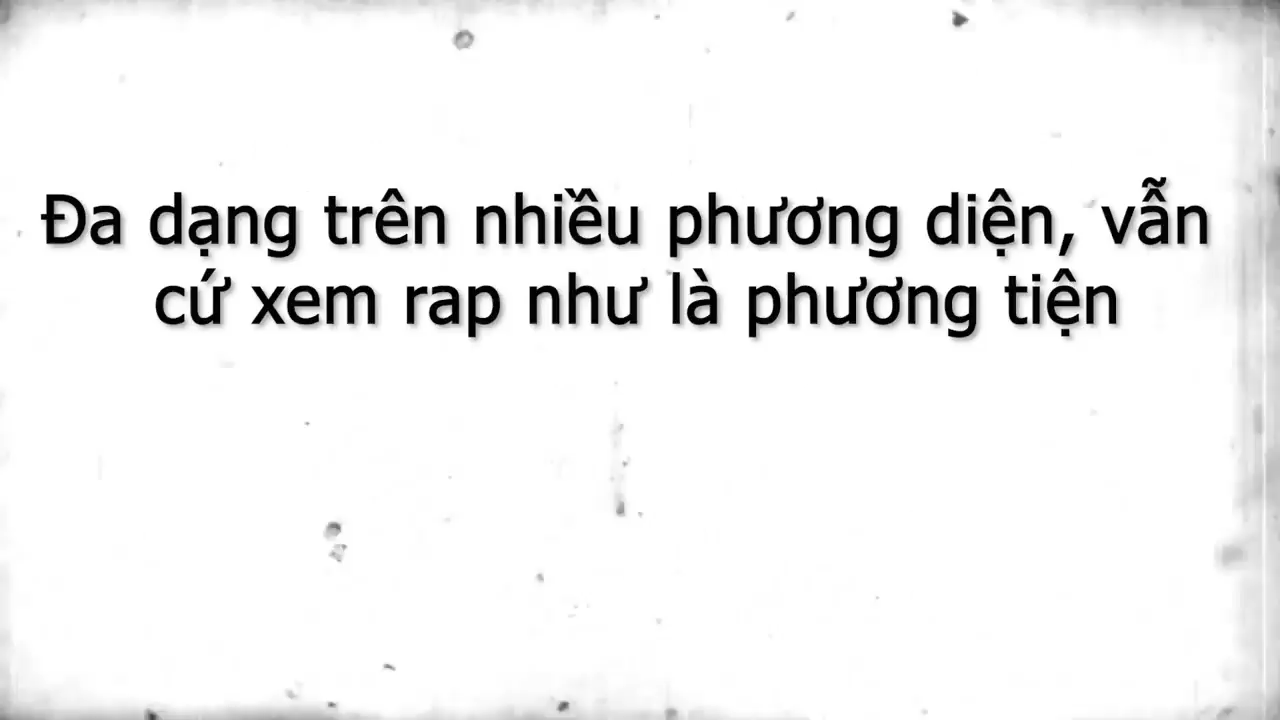 Đa dạng trên nhiều phương diện, vẫn
cứ xem rap như là phương tiện